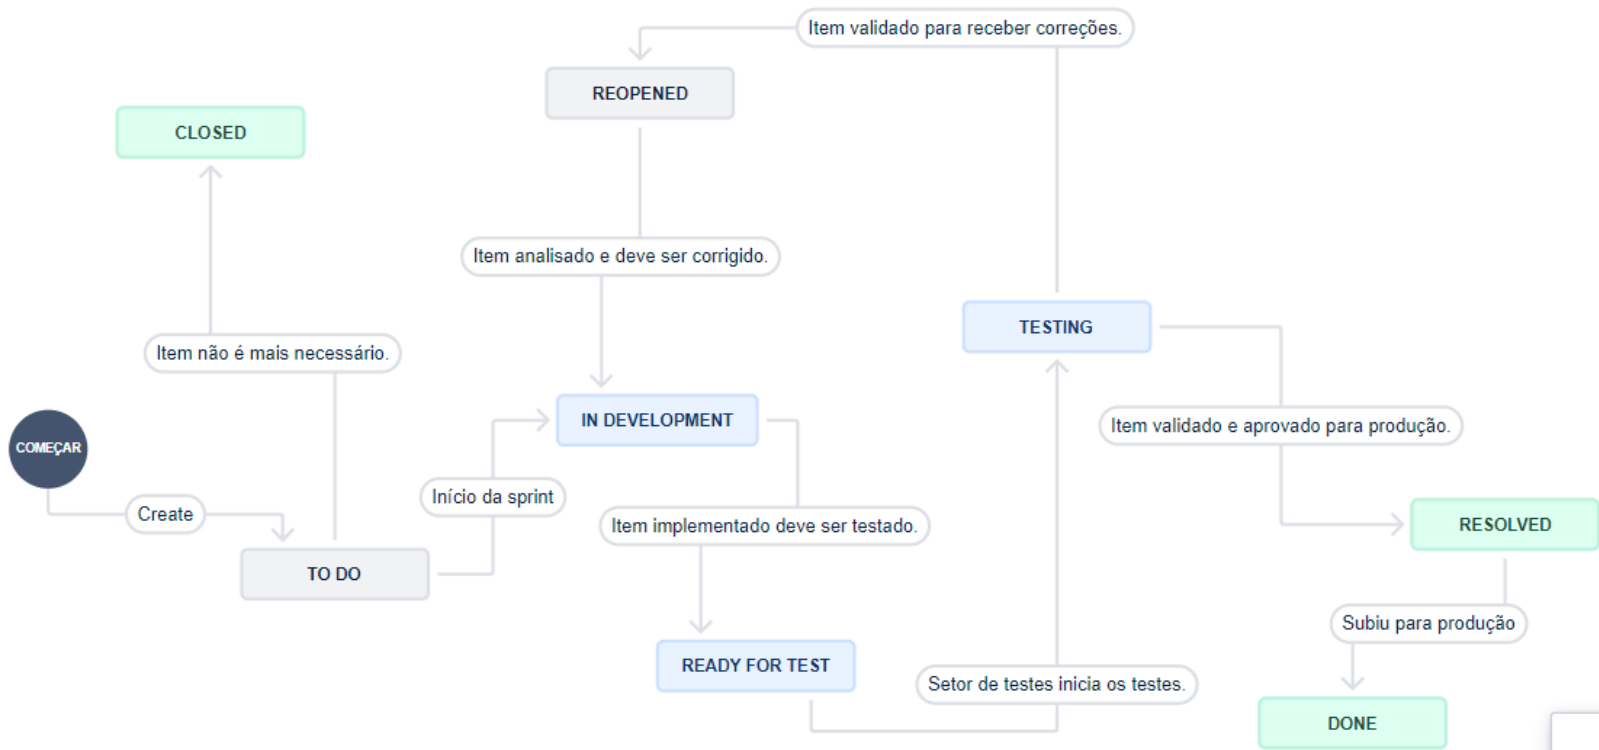 Item validado para receber correções.
REOPENED
CLOSED
Item analisado e deve ser corrigido.
TESTING
Item não é mais necessário.
IN DEVELOPMENT
Item validado e aprovado para produção.
COMEÇAR
Início da sprint
Create
Item implementado deve ser testado.
RESOLVED
TO DO
Subiu para produção
READY FOR TEST
Setor de testes inicia os testes.
DONE